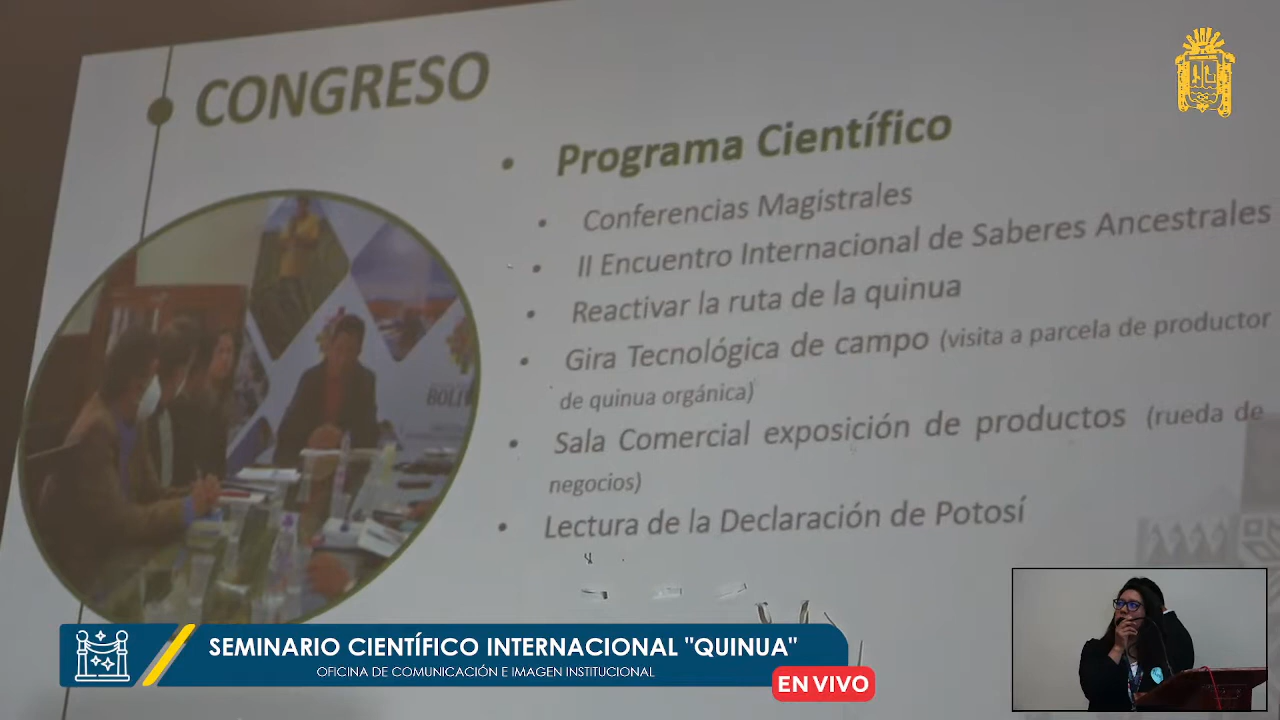 CONGRESO
Programa Científico
Conferencias Magistrales
II Encuentro Internacional de Saberes Ancestrales
Reactivar la ruta de la quinua
Gira Tecnológica de campo (visita a parcela de productor
de quinua orgánica)
Sala Comercial exposición de productos (rueda de
negocios)
Lectura de la Declaración de Potosí
SEMINARIO CIENTÍFICO INTERNACIONAL "QUINUA"
OFICINA DE COMUNICACIÓN E IMAGEN INSTITUCIONAL
EN VIVO